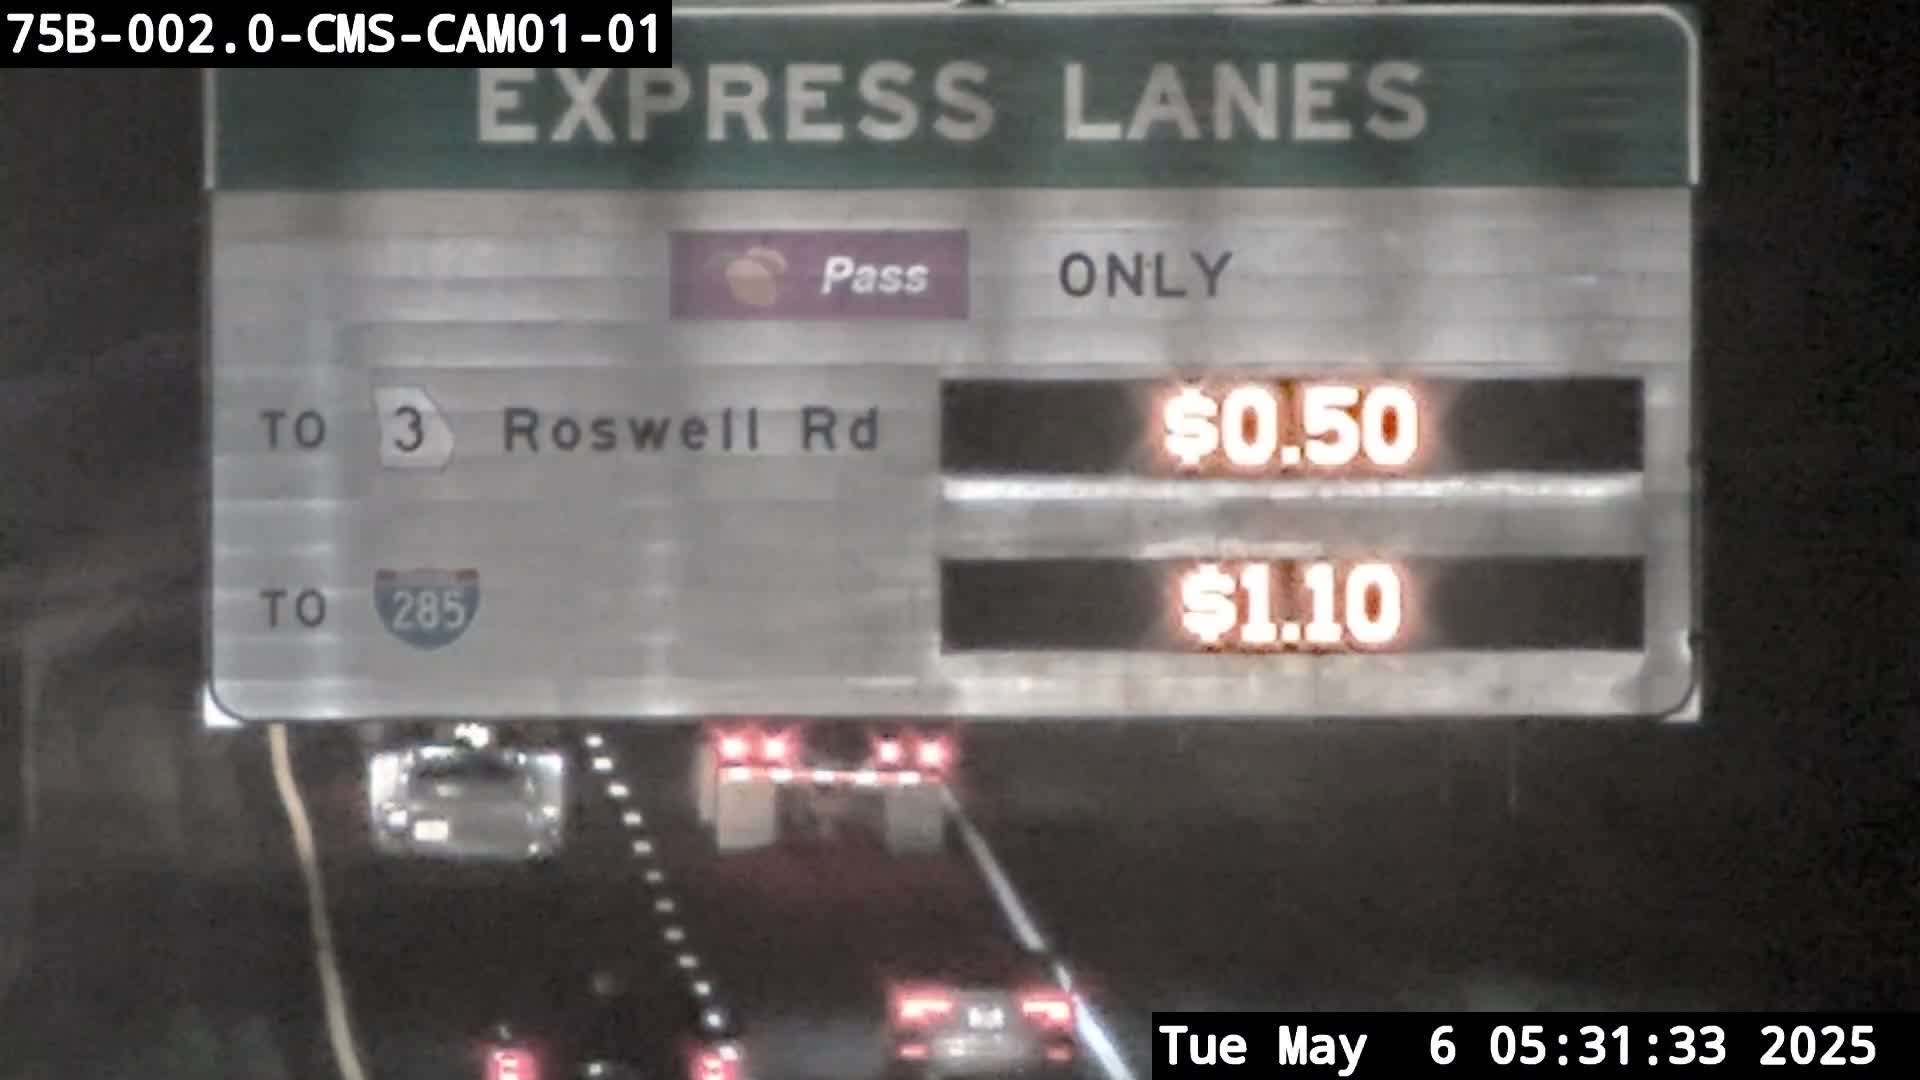 75B-002.0-CMS-CAM01-01
EXPRESS LANES
Pass ONLY
TO 3 Roswell Rd $0.50
TO 285 $1.10
Tue May 6 05:31:33 2025